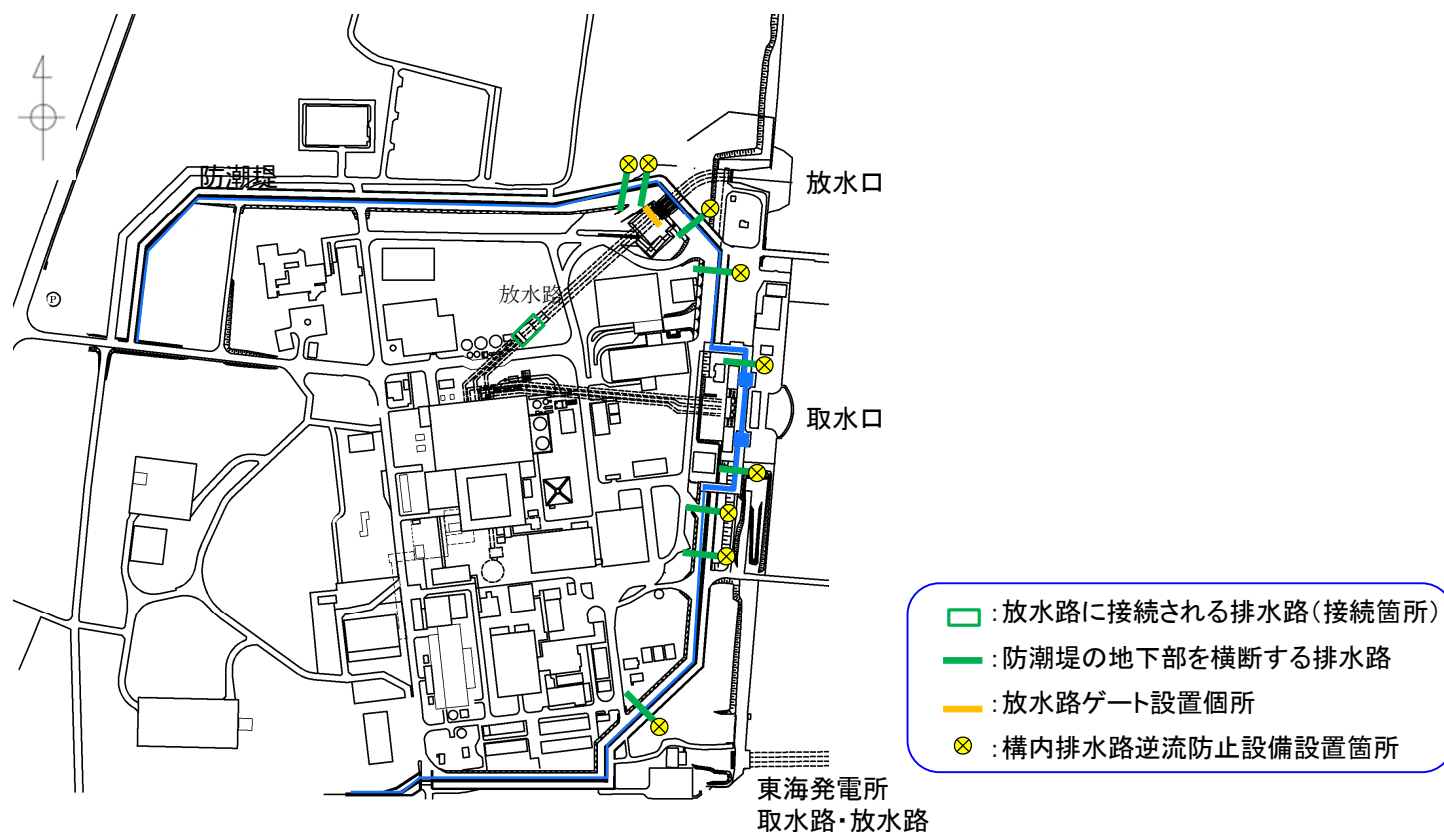 防潮堤
放水口
放水路
P
取水口
:放水路に接続される排水路(接続箇所)
:防潮堤の地下部を横断する排水路
:放水路ゲート設置個所
:構内排水路逆流防止設備設置箇所
東海発電所
取水路・放水路